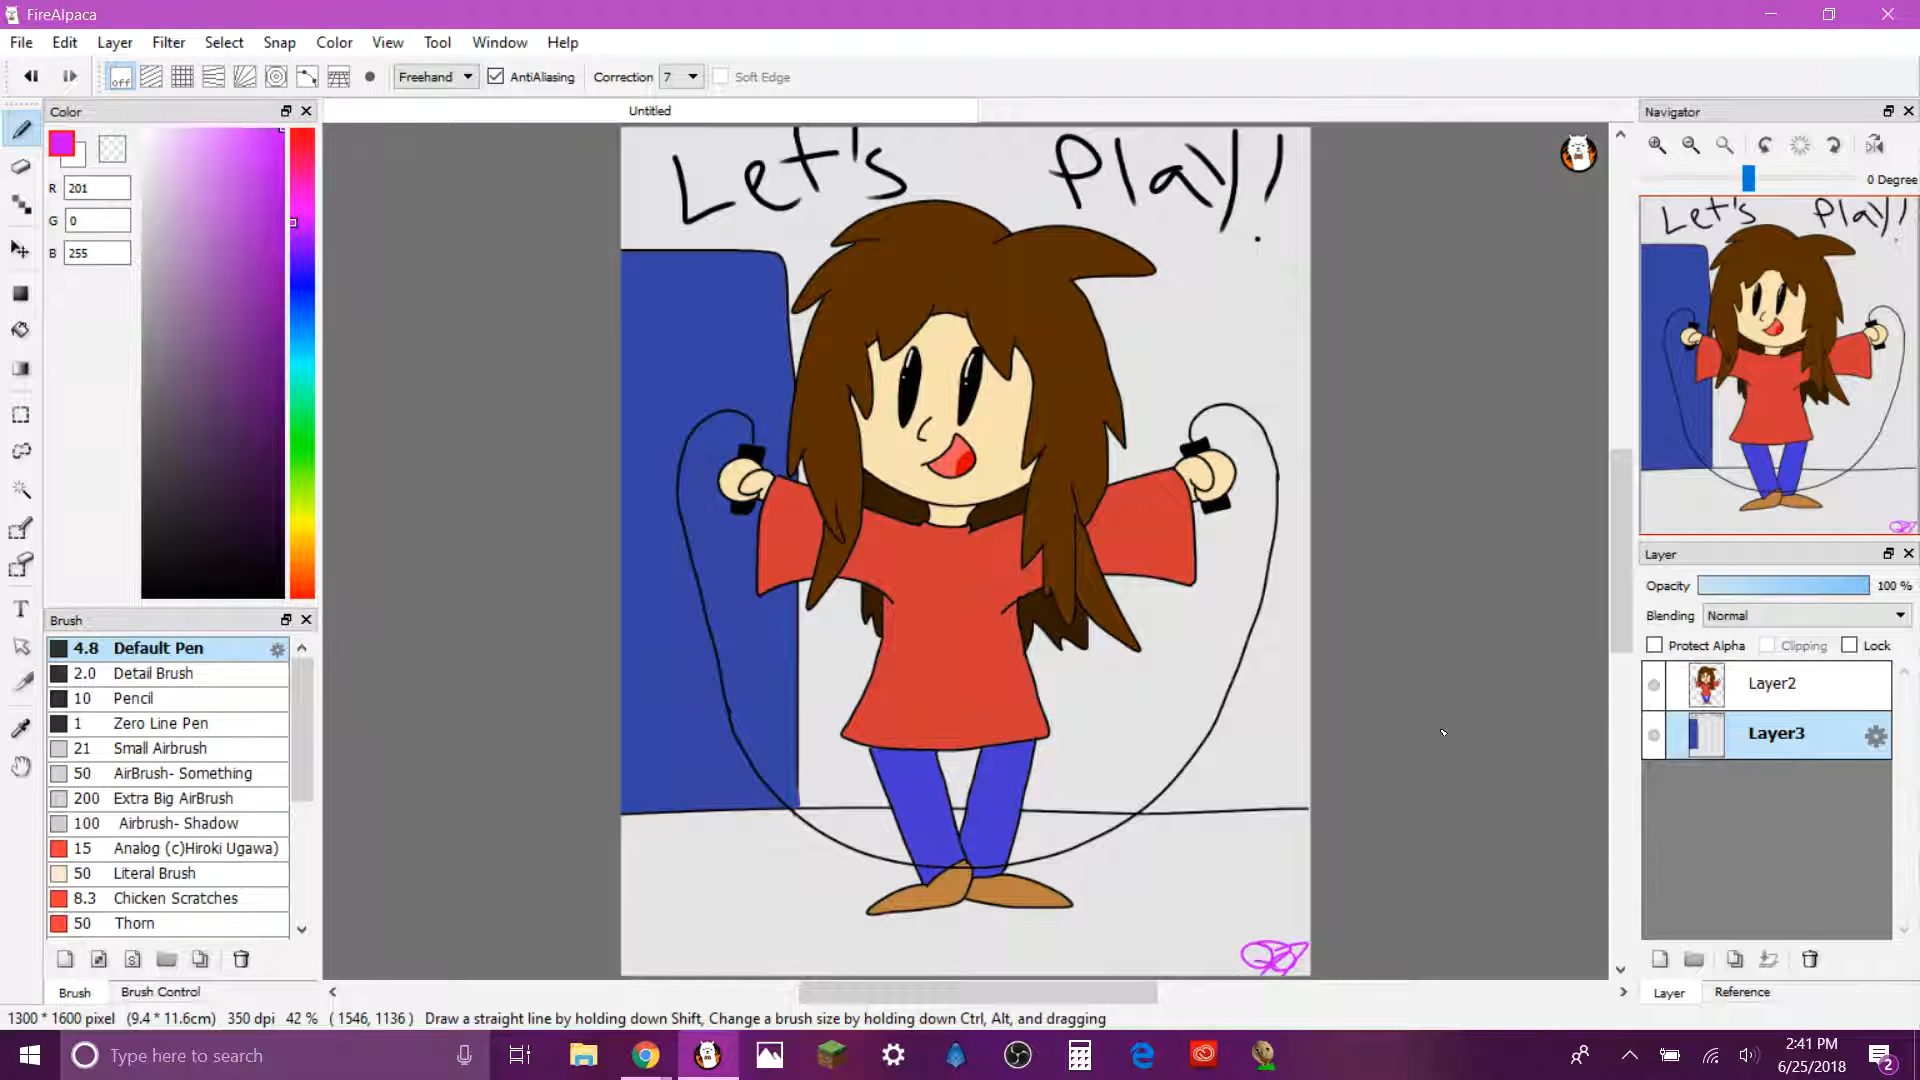 FireAlpaca
File Edit Layer Filter Select Snap Color View Tool Window Help
off Freehand AntiAliasing Correction 7 Soft Edge
Color
Untitled
Navigator
R 201
G 0
B 255
0 Degree
Let's Play!
Let's Play!
Brush
4.8 Default Pen
2.0 Detail Brush
10 Pencil
1 Zero Line Pen
21 Small Airbrush
50 AirBrush- Something
200 Extra Big AirBrush
100 Airbrush- Shadow
15 Analog (c)Hiroki Ugawa)
50 Literal Brush
8.3 Chicken Scratches
50 Thorn
Brush Brush Control
Layer
Opacity 100 %
Blending Normal
Protect Alpha Clipping Lock
Layer2
Layer3
Layer Reference
1300 * 1600 pixel (9.4 * 11.6cm) 350 dpi 42 % ( 1546, 1136 ) Draw a straight line by holding down Shift, Change a brush size by holding down Ctrl, Alt, and dragging
Type here to search
2:41 PM
6/25/2018
2